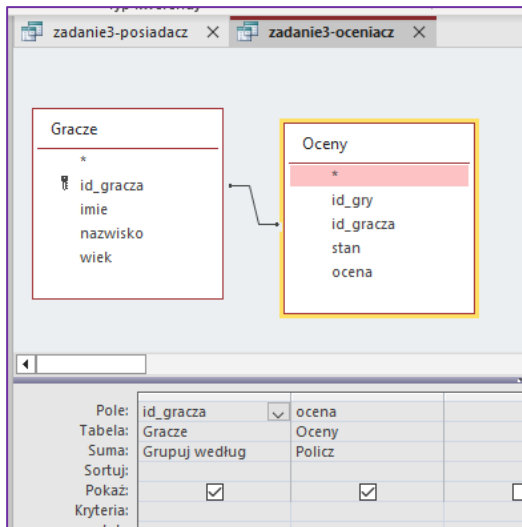 zadanie3-posiadacz
zadanie3-oceniacz
Gracze
*
id_gracza
imie
nazwisko
wiek
Oceny
*
id_gry
id_gracza
stan
ocena
Pole: id_gracza ocena
Tabela: Gracze Oceny
Suma: Grupuj według Policz
Sortuj:
Pokaż:
Kryteria: